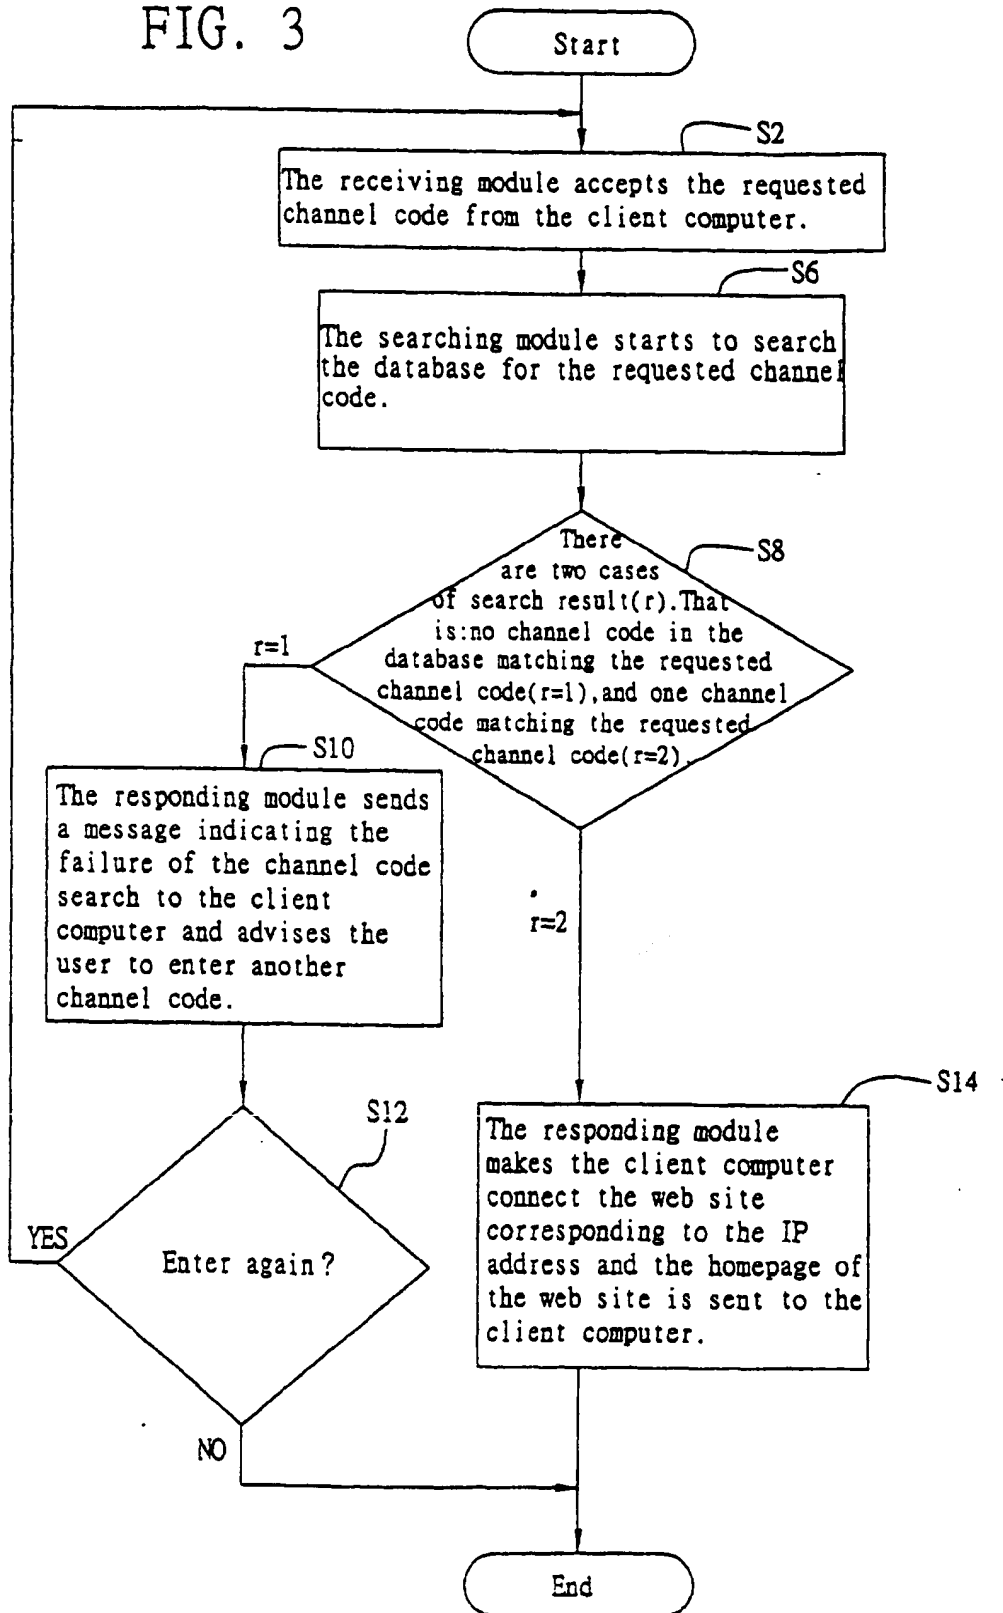 FIG. 3
Start
S2
The receiving module accepts the requested
channel code from the client computer.
S6
The searching module starts to search
the database for the requested channel
code.
S8
There
are two cases
of search result(r).That
is:no channel code in the
database matching the requested
channel code(r=1),and one channel
code matching the requested
channel code(r=2).
r=1
S10
The responding module sends
a message indicating the
failure of the channel code
search to the client
computer and advises the
user to enter another
channel code.
r=2
S12
Enter again?
YES
NO
S14
The responding module
makes the client computer
connect the web site
corresponding to the IP
address and the homepage of
the web site is sent to the
client computer.
End